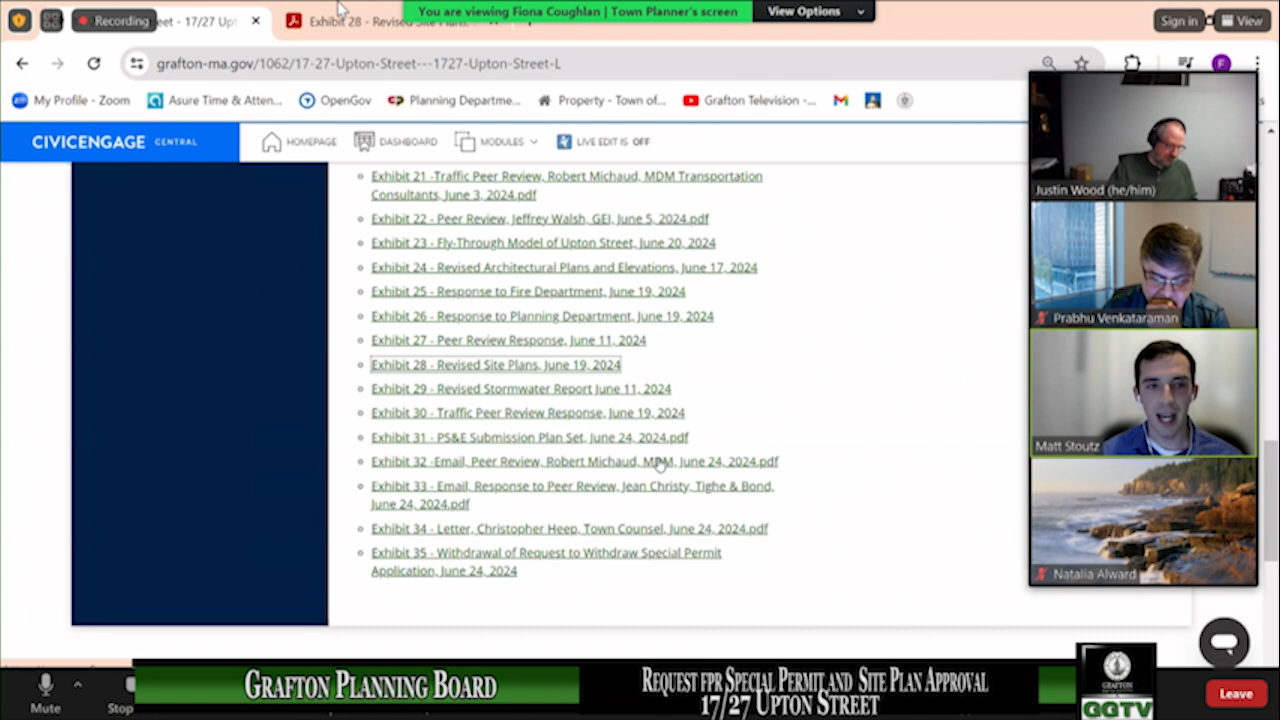 Recording
eet - 17/27 Upt
Exhibit 28 - Revised Site Plans,
You are viewing Fiona Coughlan | Town Planner's screen
View Options
Sign in
View
grafton-ma.gov/1062/17-27-Upton-Street---1727-Upton-Street-L
F
My Profile - Zoom
Asure Time & Atten...
OpenGov
Planning Departme...
Property - Town of...
Grafton Television -...
CIVICENGAGE CENTRAL
HOMEPAGE
DASHBOARD
MODULES
LIVE EDIT IS OFF
Exhibit 21 -Traffic Peer Review, Robert Michaud, MDM Transportation
Consultants, June 3, 2024.pdf
Exhibit 22 - Peer Review, Jeffrey Walsh, GEI, June 5, 2024.pdf
Exhibit 23 - Fly-Through Model of Upton Street, June 20, 2024
Exhibit 24 - Revised Architectural Plans and Elevations, June 17, 2024
Exhibit 25 - Response to Fire Department, June 19, 2024
Exhibit 26 - Response to Planning Department, June 19, 2024
Exhibit 27 - Peer Review Response, June 11, 2024
Exhibit 28 - Revised Site Plans, June 19, 2024
Exhibit 29 - Revised Stormwater Report June 11, 2024
Exhibit 30 - Traffic Peer Review Response, June 19, 2024
Exhibit 31 - PS&E Submission Plan Set, June 24, 2024.pdf
Exhibit 32 -Email, Peer Review, Robert Michaud, MDM, June 24, 2024.pdf
Exhibit 33 - Email, Response to Peer Review, Jean Christy, Tighe & Bond,
June 24, 2024.pdf
Exhibit 34 - Letter, Christopher Heep, Town Counsel, June 24, 2024.pdf
Exhibit 35 - Withdrawal of Request to Withdraw Special Permit
Application, June 24, 2024
Justin Wood (he/him)
Prabhu Venkataraman
Matt Stoutz
Natalia Alward
Mute
Stop
GRAFTON PLANNING BOARD
REQUEST FPR SPECIAL PERMIT AND SITE PLAN APPROVAL
17/27 UPTON STREET
GRAFTON
GGTV
Leave